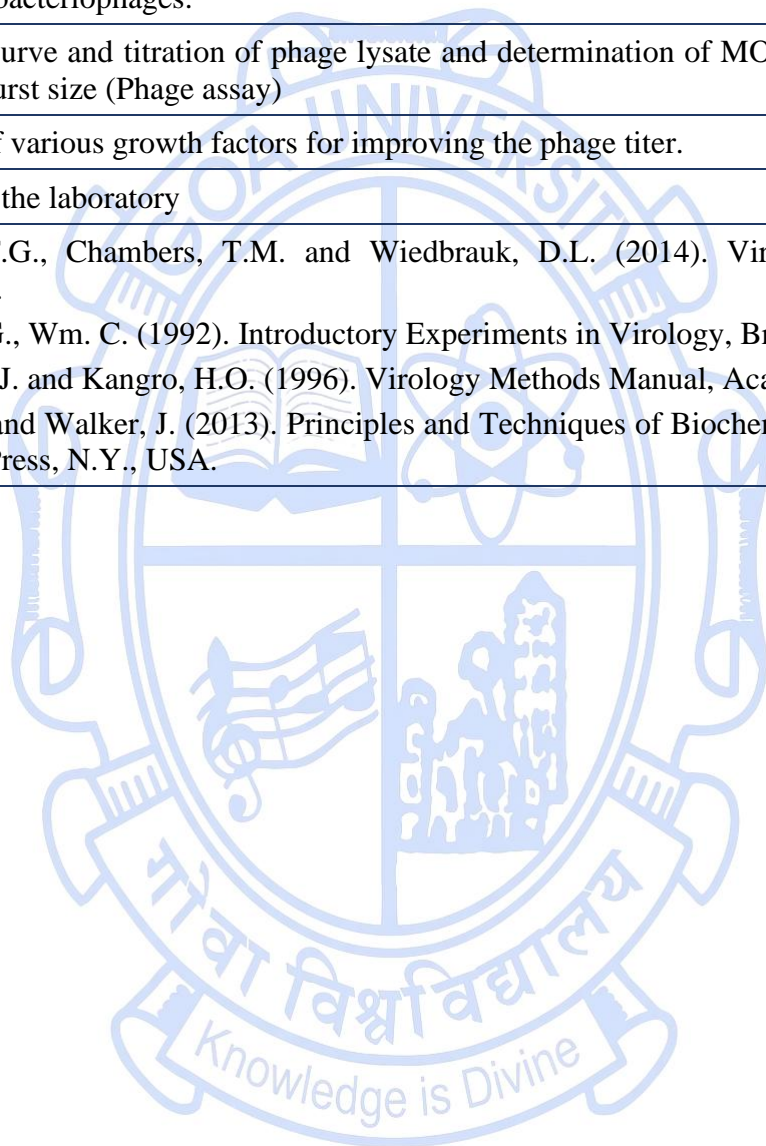 bacteriophages.
urve and titration of phage lysate and determination of MO
urst size (Phage assay)
f various growth factors for improving the phage titer.
the laboratory
.G., Chambers, T.M. and Wiedbrauk, D.L. (2014). Vir
G., Wm. C. (1992). Introductory Experiments in Virology, Br
J. and Kangro, H.O. (1996). Virology Methods Manual, Aca
and Walker, J. (2013). Principles and Techniques of Biochem
Press, N.Y., USA.
GOA UNIVERSITY
गोंवा विश्वविद्यालय
Knowledge is Divine